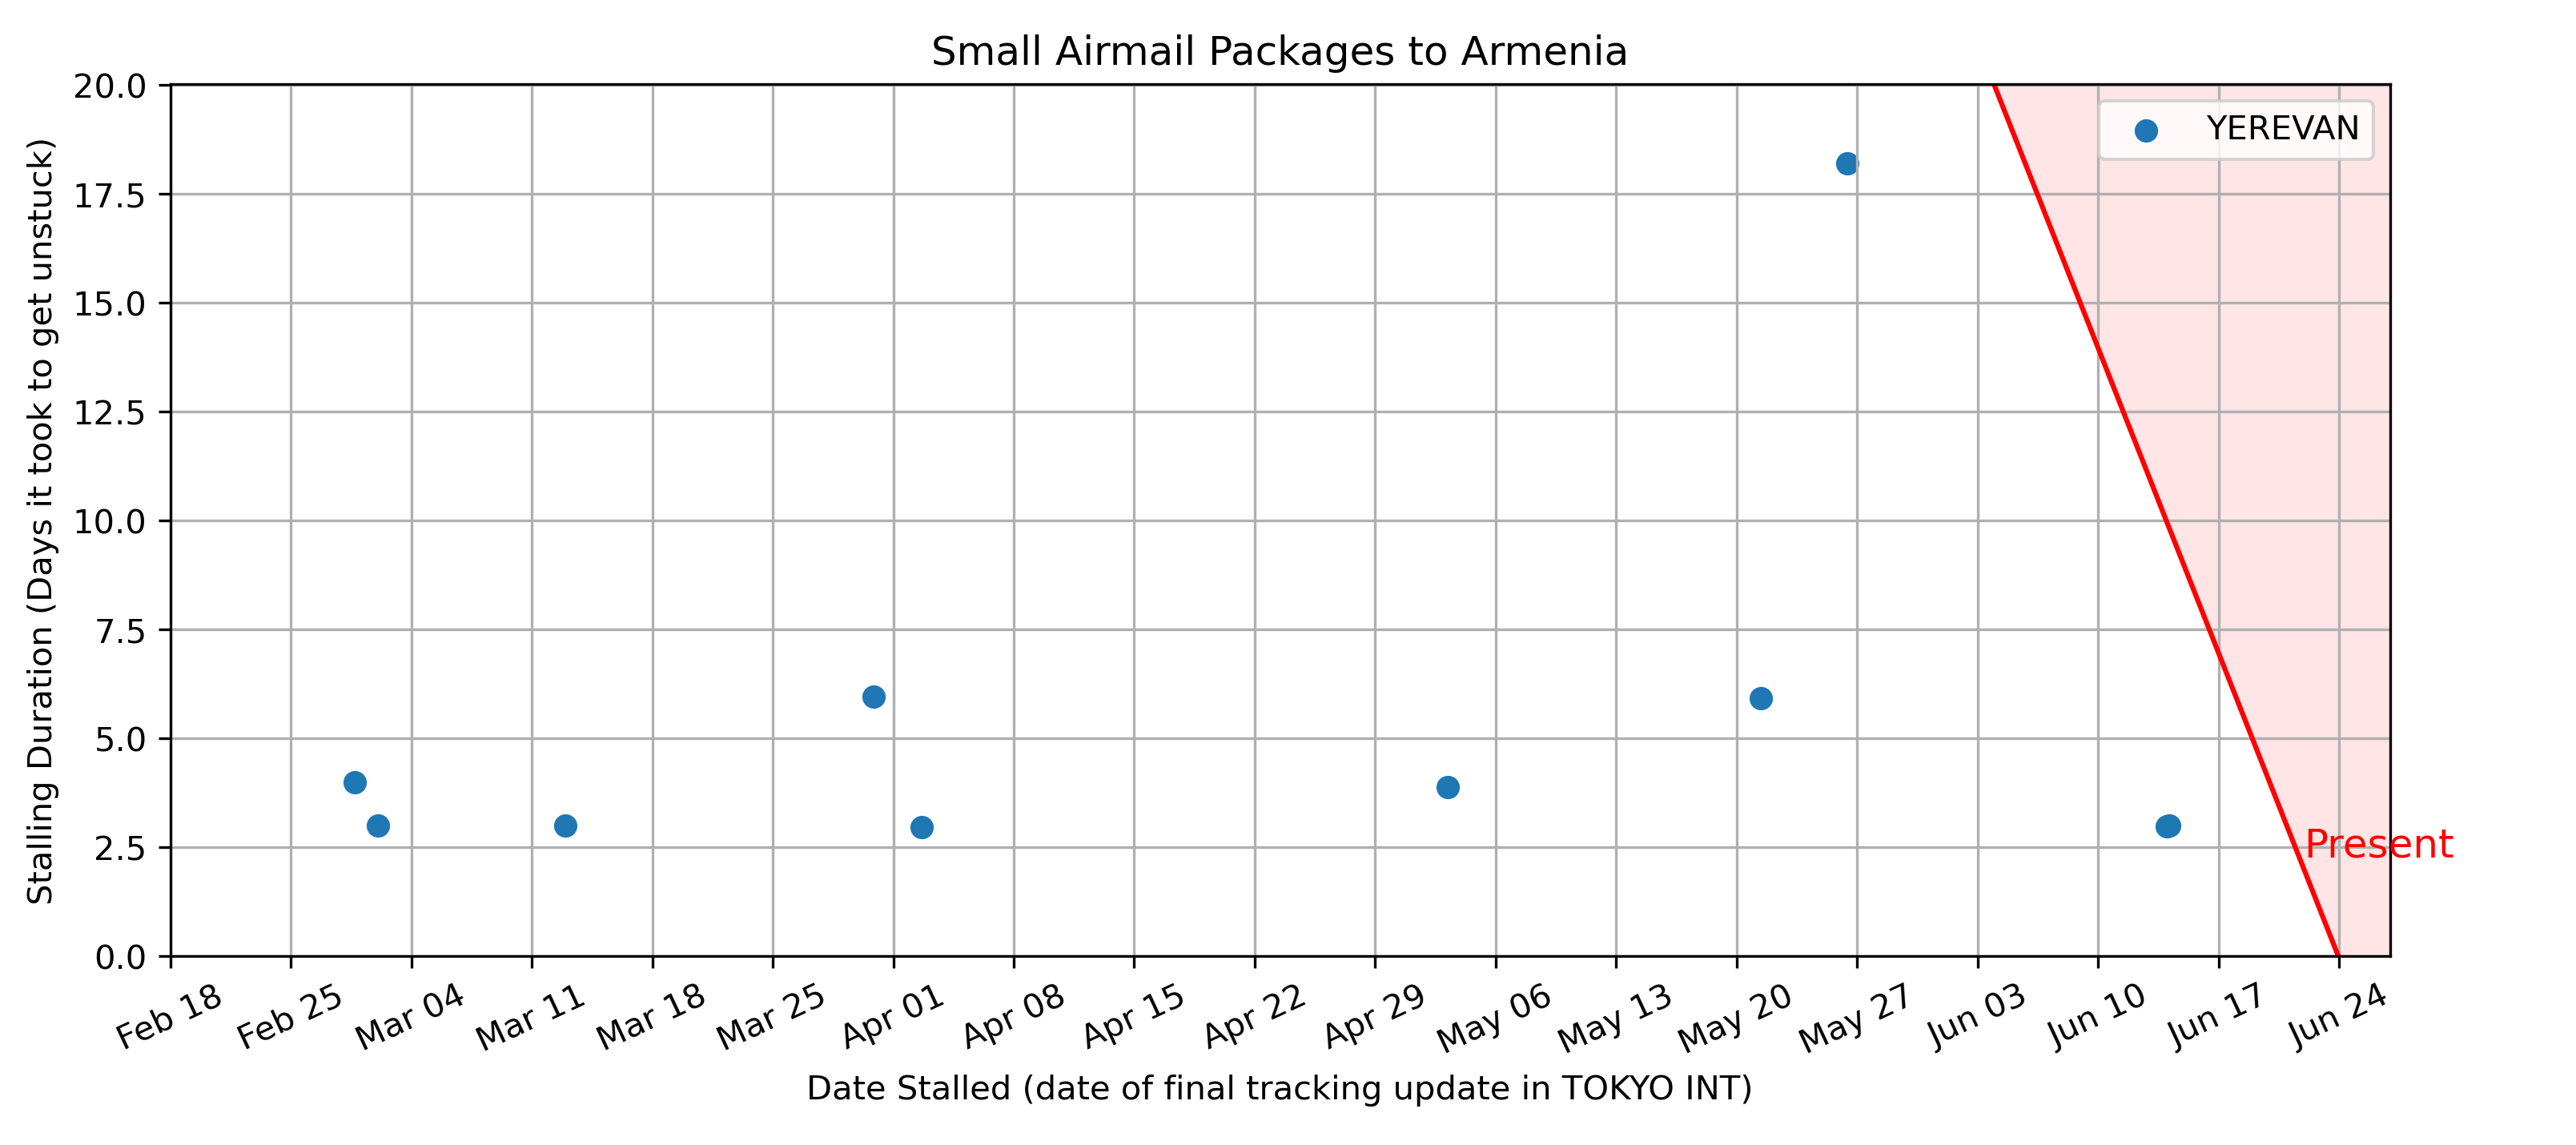 Small Airmail Packages to Armenia
YEREVAN
Stalling Duration (Days it took to get unstuck)
20.0
17.5
15.0
12.5
10.0
7.5
5.0
2.5
0.0
Present
Feb 18
Feb 25
Mar 04
Mar 11
Mar 18
Mar 25
Apr 01
Apr 08
Apr 15
Apr 22
Apr 29
May 06
May 13
May 20
May 27
Jun 03
Jun 10
Jun 17
Jun 24
Date Stalled (date of final tracking update in TOKYO INT)